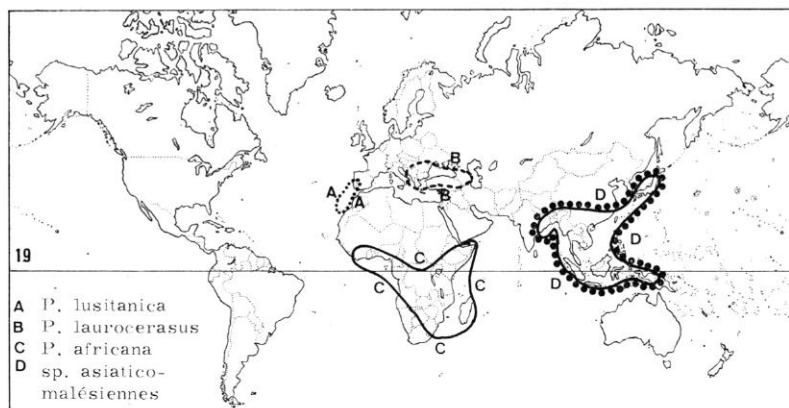 B
A
A
B
D
D
19
C
C
C
D
C
A P. lusitanica
B P. laurocerasus
C P. africana
D sp. asiatico-
malésiennes